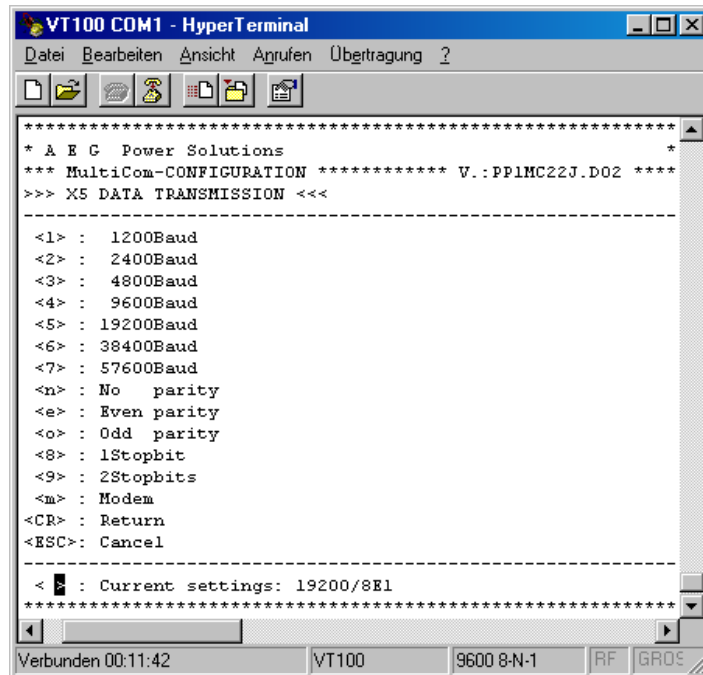 VT100 COM1 - HyperTerminal
Datei Bearbeiten Ansicht Anrufen Übertragung ?
****************************************************************
* A E G  Power Solutions                                       *
*** MultiCom-CONFIGURATION ************ V.:PP1MC22J.D02 ****
>>> X5 DATA TRANSMISSION <<<
----------------------------------------------------------------
<1> :  1200Baud
<2> :  2400Baud
<3> :  4800Baud
<4> :  9600Baud
<5> : 19200Baud
<6> : 38400Baud
<7> : 57600Baud
<n> : No   parity
<e> : Even parity
<o> : Odd  parity
<8> : 1Stopbit
<9> : 2Stopbits
<m> : Modem
<CR> : Return
<ESC>: Cancel
----------------------------------------------------------------
< > : Current settings: 19200/8E1
****************************************************************
Verbunden 00:11:42 VT100 9600 8-N-1 RF GROS